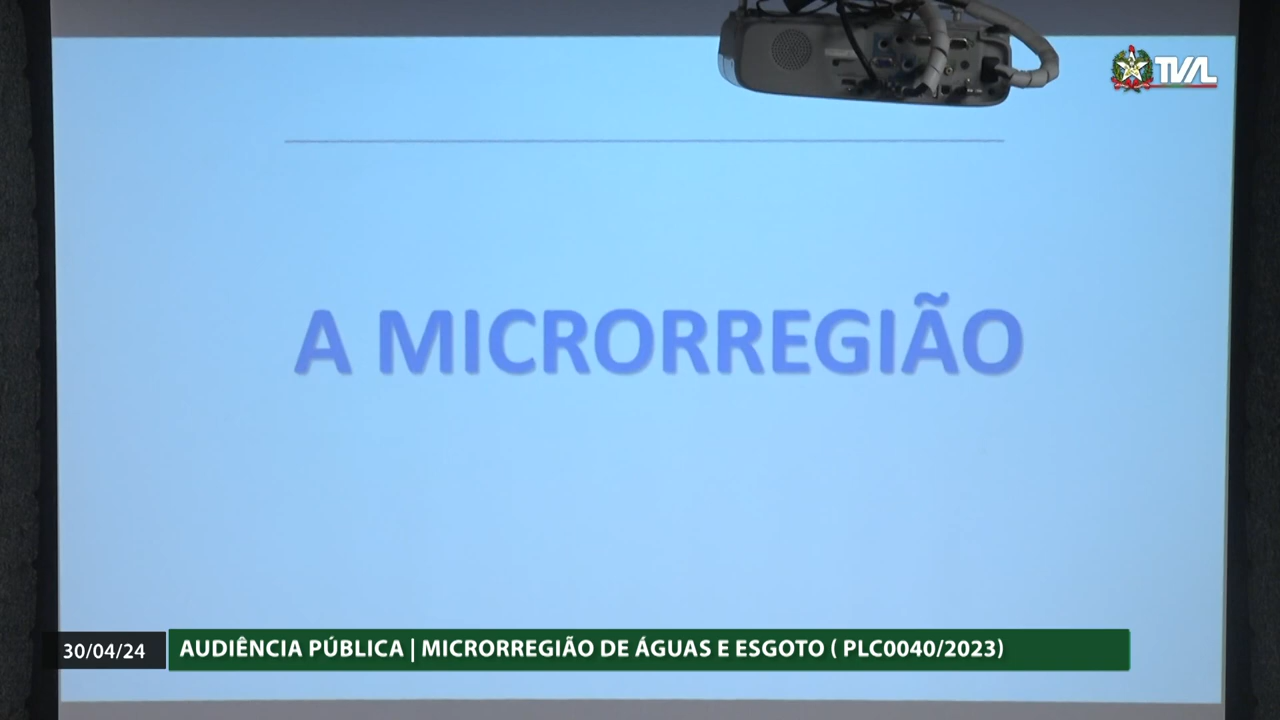 TVAL
A MICRORREGIÃO
30/04/24
AUDIÊNCIA PÚBLICA | MICRORREGIÃO DE ÁGUAS E ESGOTO ( PLC0040/2023)